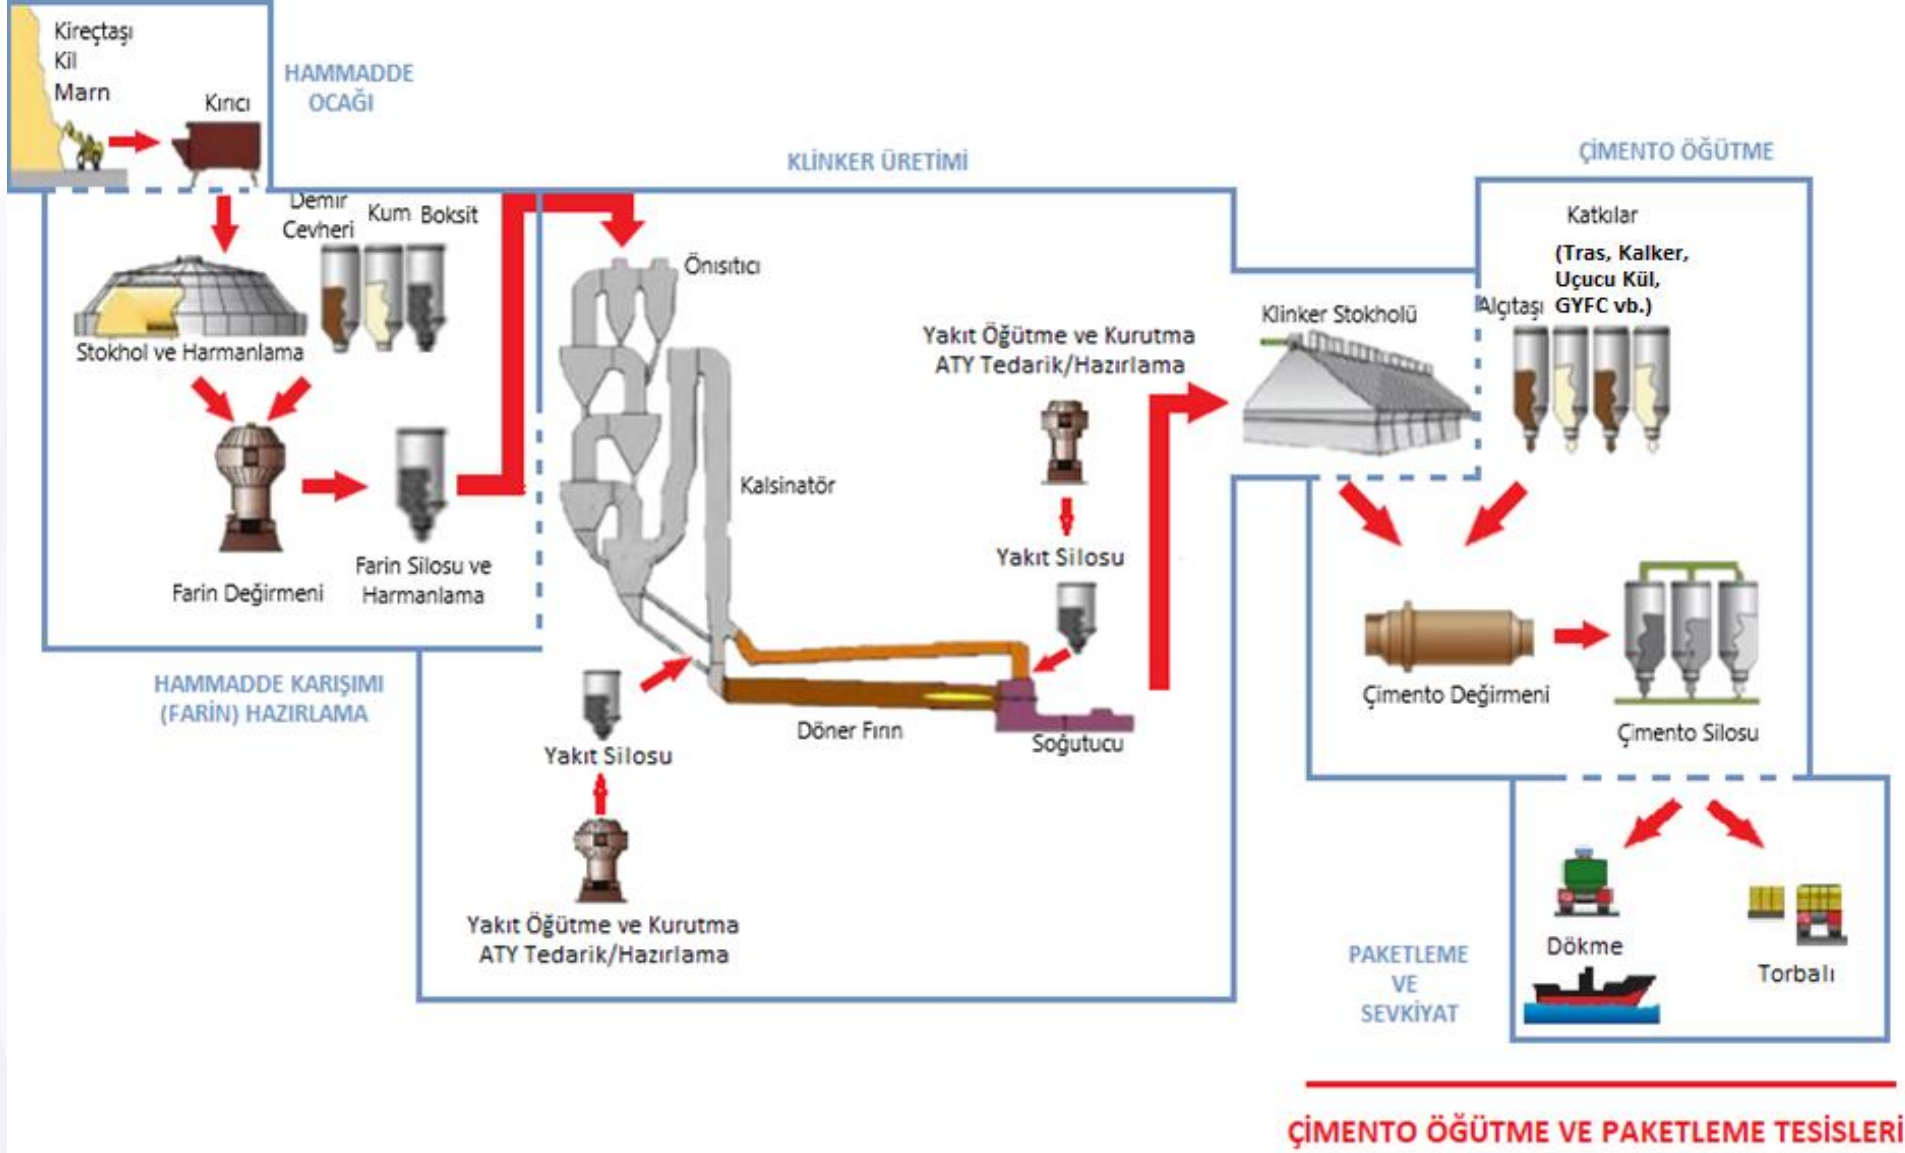 Kireçtaşı
Kil
Marn
Kırıcı
HAMMADDE
OCAĞI
Demir
Cevheri
Kum
Boksit
Stokhol ve Harmanlama
Farin Değirmeni
Farin Silosu ve
Harmanlama
HAMMADDE KARIŞIMI
(FARİN) HAZIRLAMA
KLİNKER ÜRETİMİ
Önısıtıcı
Kalsinatör
Yakıt Öğütme ve Kurutma
ATY Tedarik/Hazırlama
Yakıt Silosu
Döner Fırın
Soğutucu
Yakıt Silosu
Yakıt Öğütme ve Kurutma
ATY Tedarik/Hazırlama
Klinker Stokholü
ÇİMENTO ÖĞÜTME
Katkılar
(Tras, Kalker,
Uçucu Kül,
Alçıtaşı GYFC vb.)
Çimento Değirmeni
Çimento Silosu
PAKETLEME
VE
SEVKİYAT
Dökme
Torbalı
ÇİMENTO ÖĞÜTME VE PAKETLEME TESİSLERİ